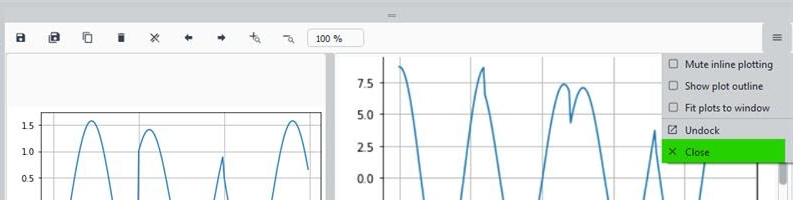 100 %
Mute inline plotting
Show plot outline
Fit plots to window
Undock
Close
7.5
5.0
2.5
0.0
1.5
1.0
0.5